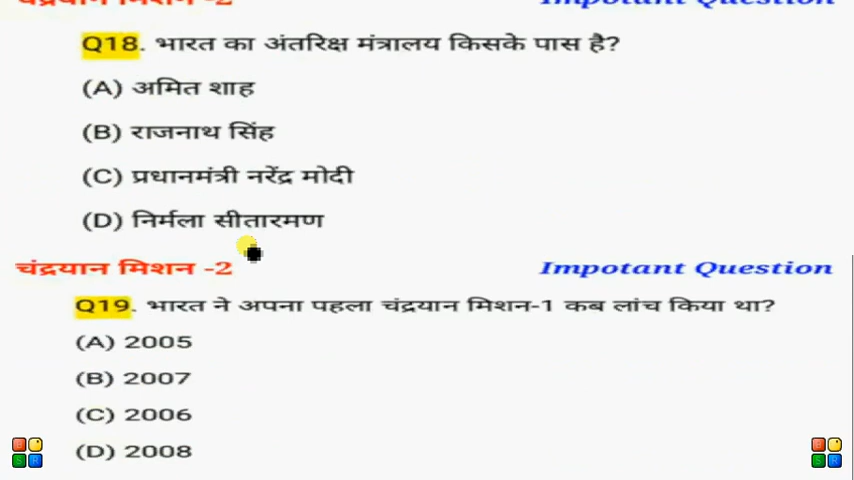 चंद्रयान मिशन -2 Impotant Question
Q18. भारत का अंतरिक्ष मंत्रालय किसके पास है?
(A) अमित शाह
(B) राजनाथ सिंह
(C) प्रधानमंत्री नरेंद्र मोदी
(D) निर्मला सीतारमण
चंद्रयान मिशन -2 Impotant Question
Q19. भारत ने अपना पहला चंद्रयान मिशन-1 कब लांच किया था?
(A) 2005
(B) 2007
(C) 2006
(D) 2008